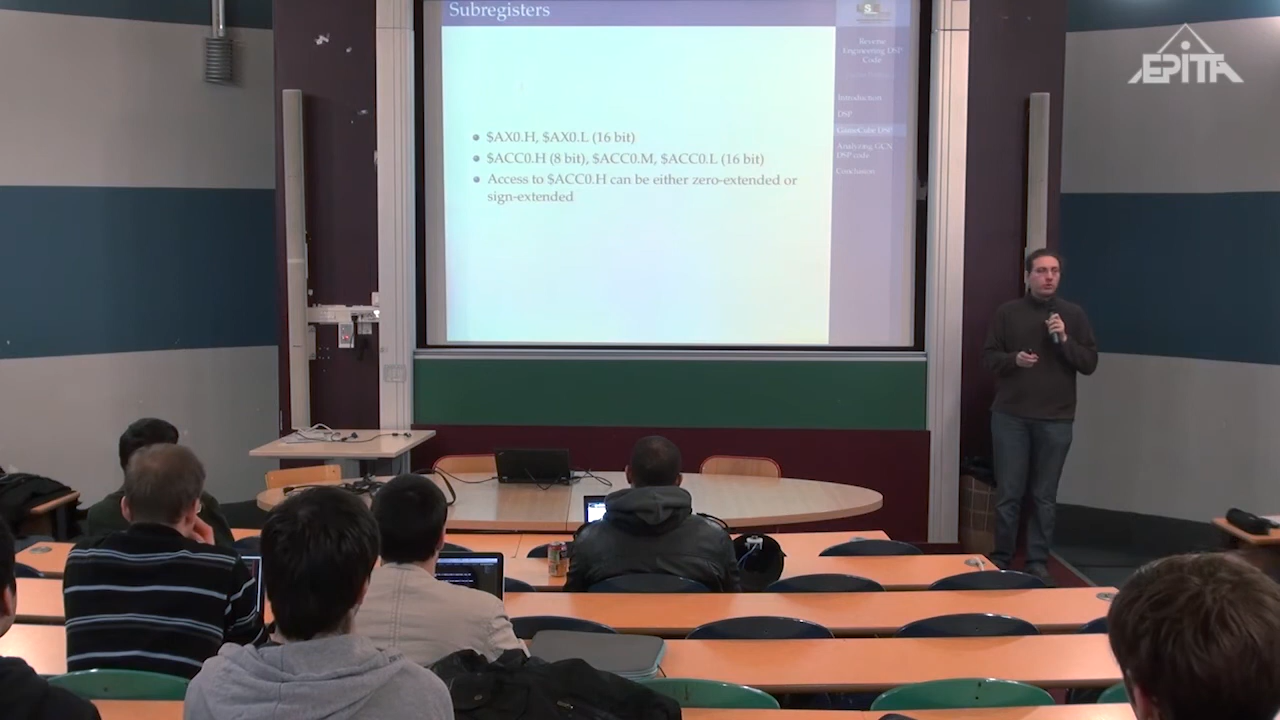 Subregisters
$AX0.H, $AX0.L (16 bit)
$ACC0.H (8 bit), $ACC0.M, $ACC0.L (16 bit)
Access to $ACC0.H can be either zero-extended or
sign-extended
Reverse
Engineering DSP
Code
Introduction
DSP
GameCube DSP
Analyzing GCN
DSP code
Conclusion
EPITA